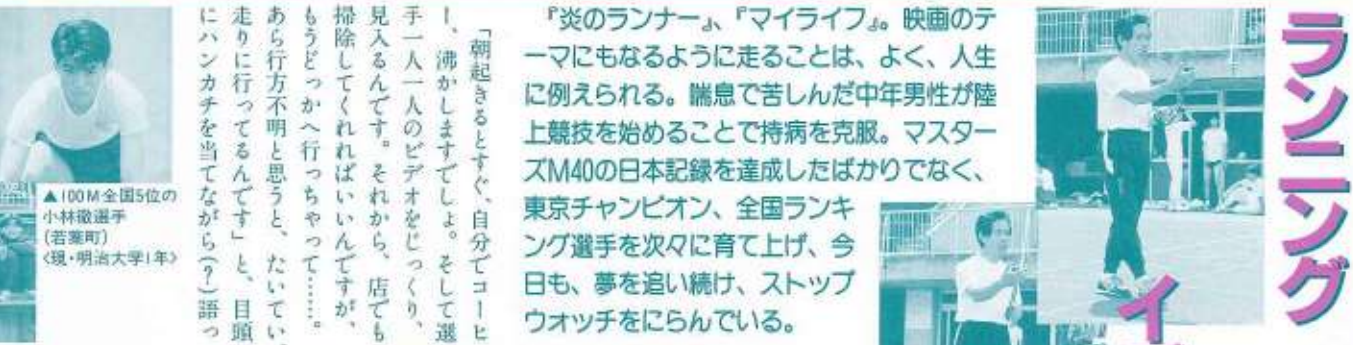 ランニング
イ
『炎のランナー』、『マイライフ』。映画のテ
ーマにもなるように走ることは、よく、人生
に例えられる。喘息で苦しんだ中年男性が陸
上競技を始めることで持病を克服。マスター
ズM40の日本記録を達成したばかりでなく、
東京チャンピオン、全国ランキ
ング選手を次々に育て上げ、今
日も、夢を追い続け、ストップ
ウオッチをにらんでいる。
「朝起きるとすぐ、自分でコーヒ
ー、沸かしますでしょ。そして選
手一人一人のビデオをじっくり、
見入るんです。それから、店でも
掃除してくれればいいんですが、
もうどっかへ行っちゃって……。
あら行方不明と思うと、たいてい
走りに行ってるんです」と、目頭
にハンカチを当てながら(?)語っ
▲100M全国5位の
小林徹選手
(若葉町)
〈現・明治大学1年〉